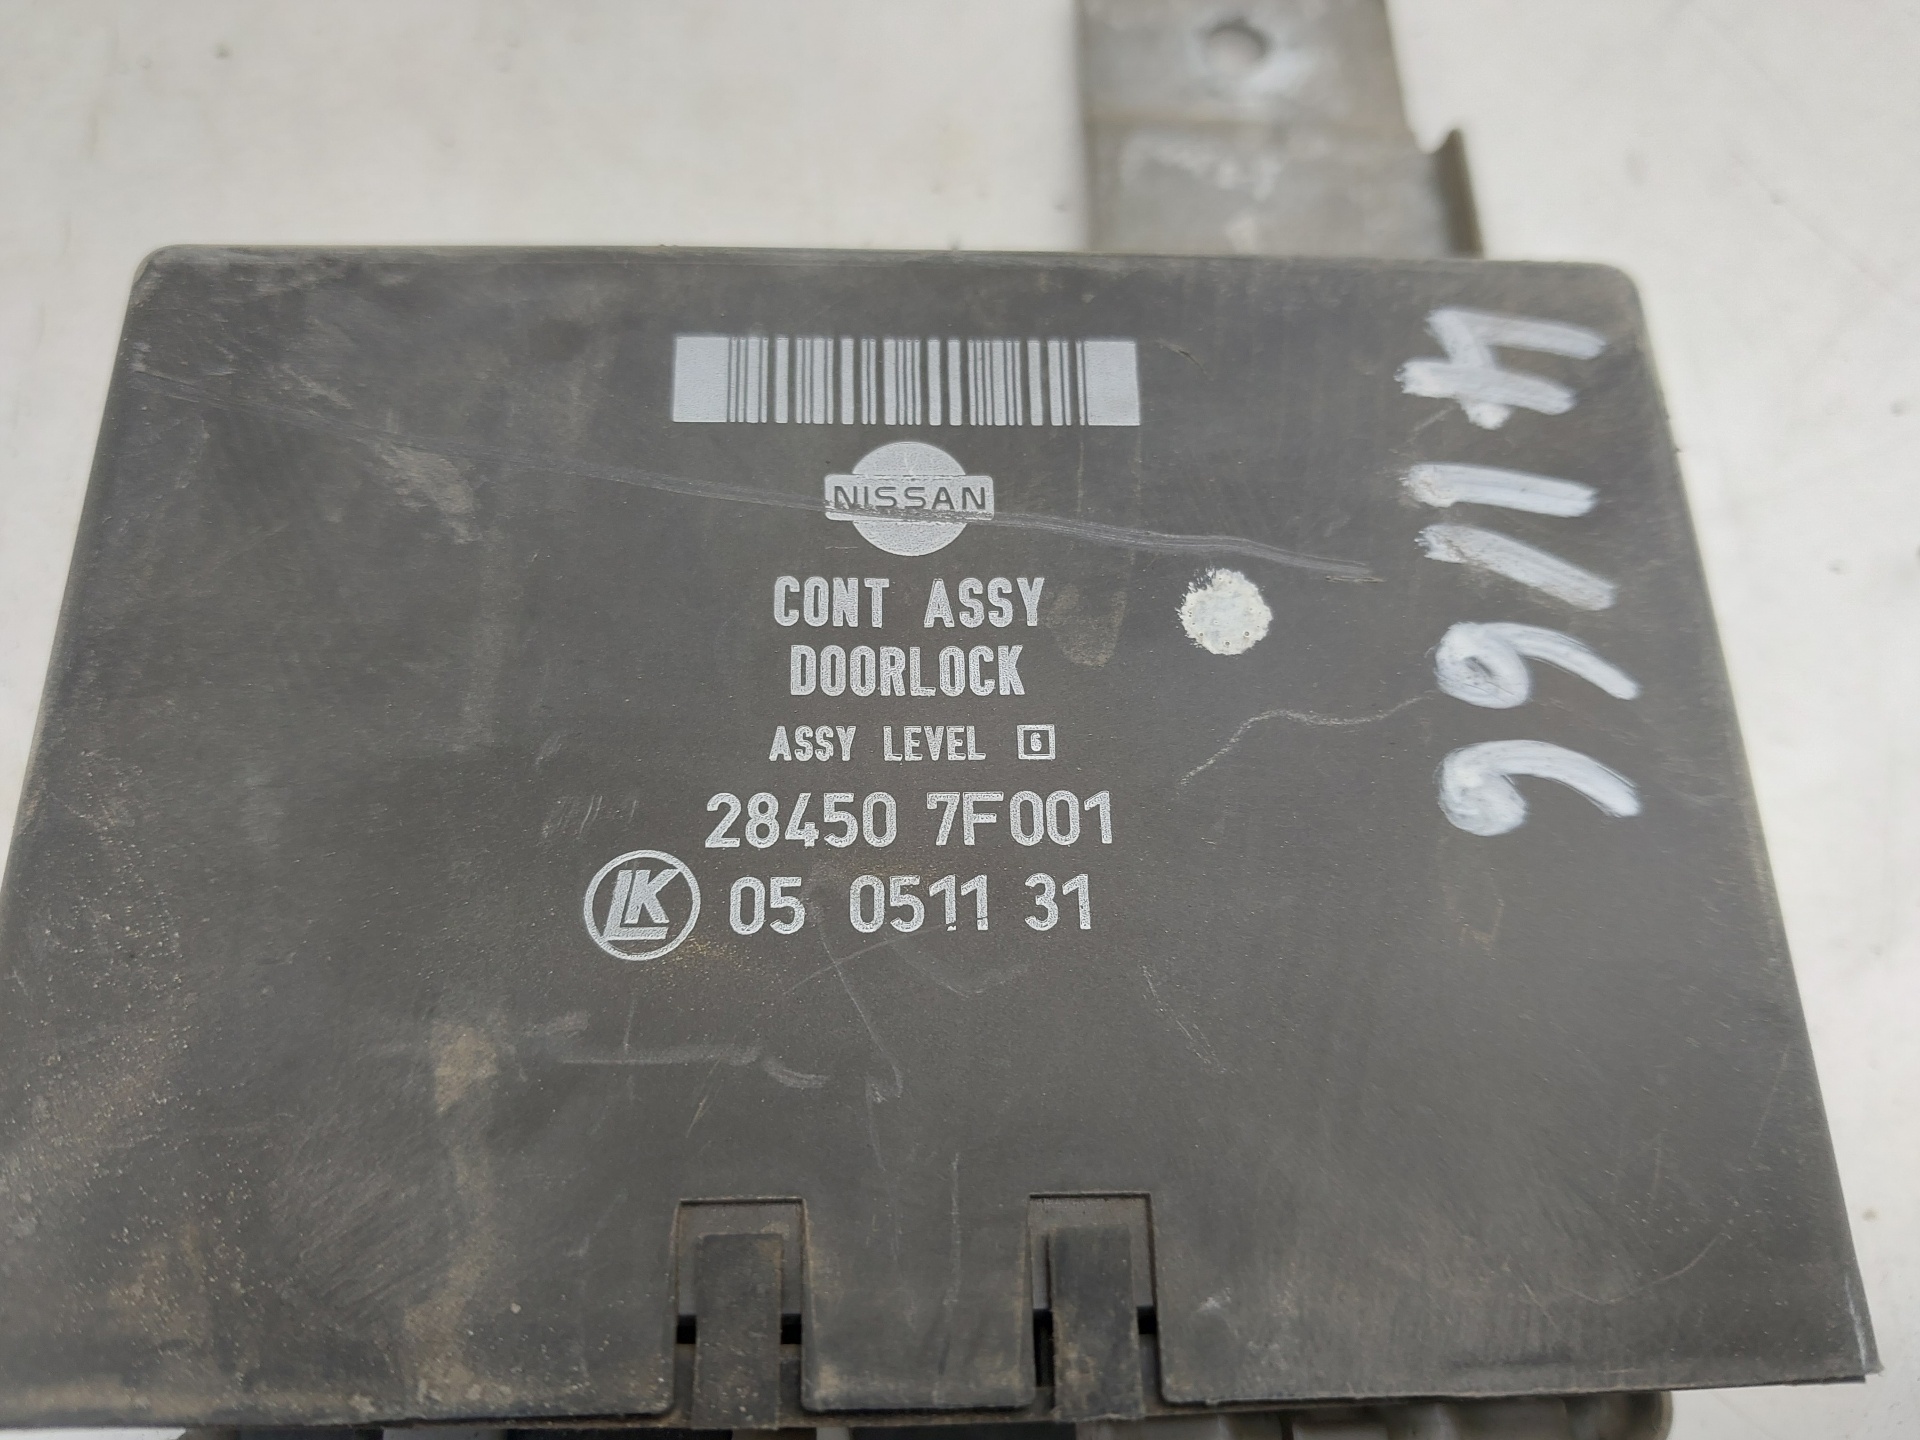 NISSAN
CONT ASSY
DOORLOCK
ASSY LEVEL 6
28450 7F001
LK 05 0511 31
41166